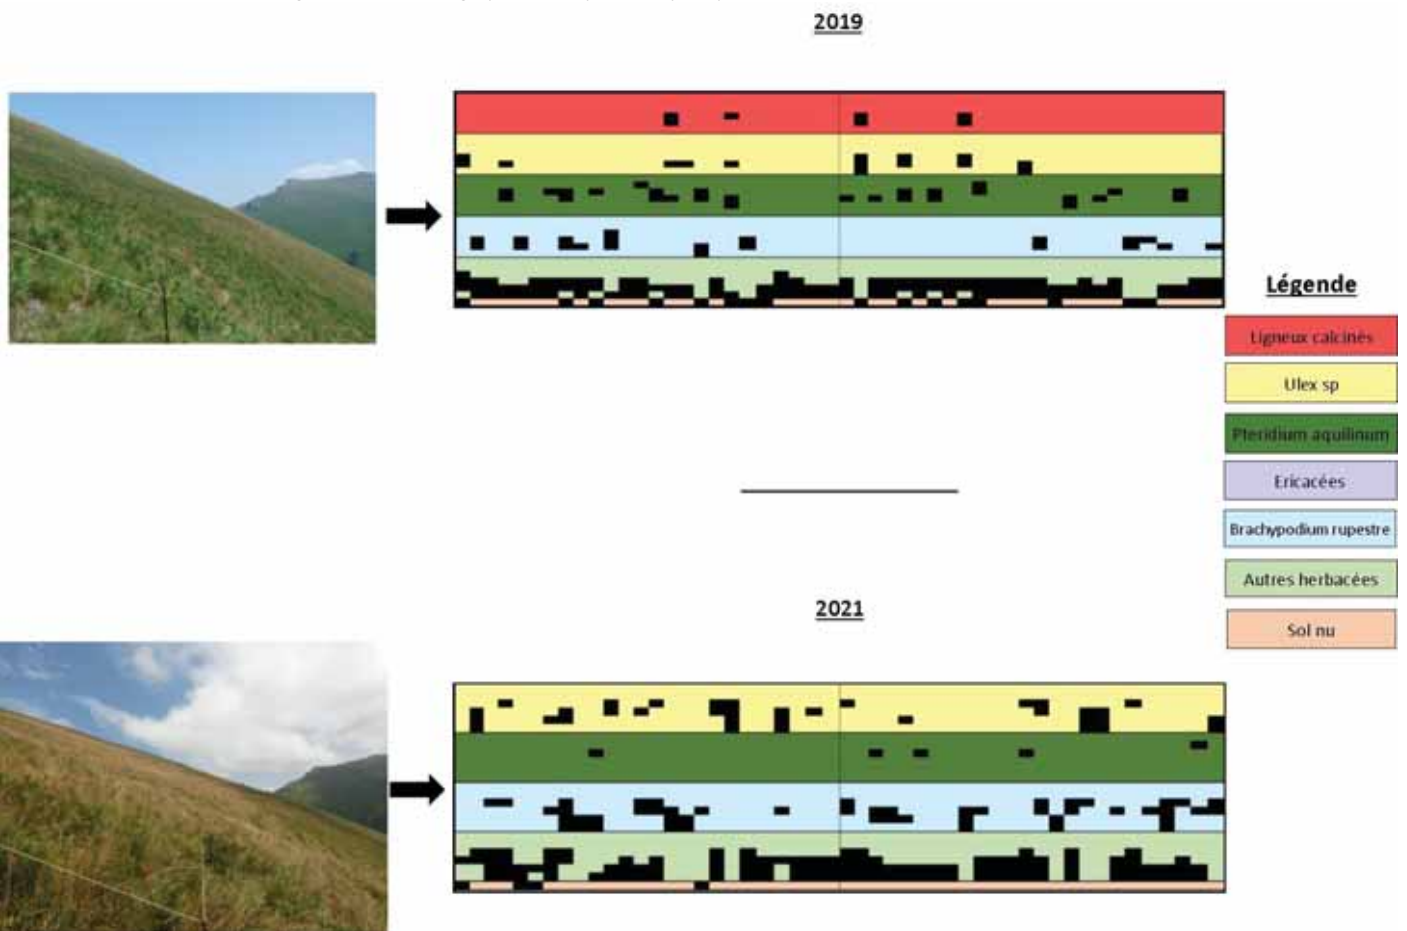 2019
Légende
Ligneux calcinés
Ulex sp
Pteridium aquilinum
Ericacées
Brachypodium rupestre
Autres herbacées
Sol nu
2021